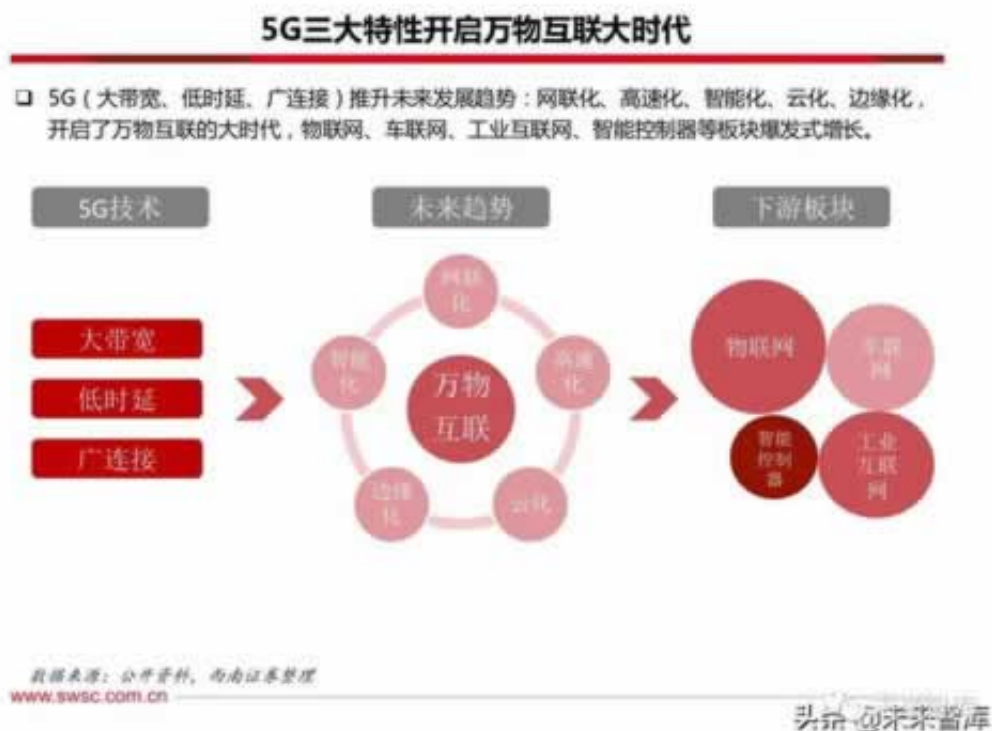 5G三大特性开启万物互联大时代
5G（大带宽、低时延、广连接）推升未来发展趋势：网联化、高速化、智能化、云化、边缘化，
开启了万物互联的大时代，物联网、车联网、工业互联网、智能控制器等板块爆发式增长。
5G技术
未来趋势
下游板块
大带宽
低时延
广连接
网联
化
智能
化
高速
化
万物
互联
边缘
化
云化
物联网
车联
网
智能
控制
器
工业
互联
网
数据来源：公开资料，西南证券整理
www.swsc.com.cn
头条 @未来智库